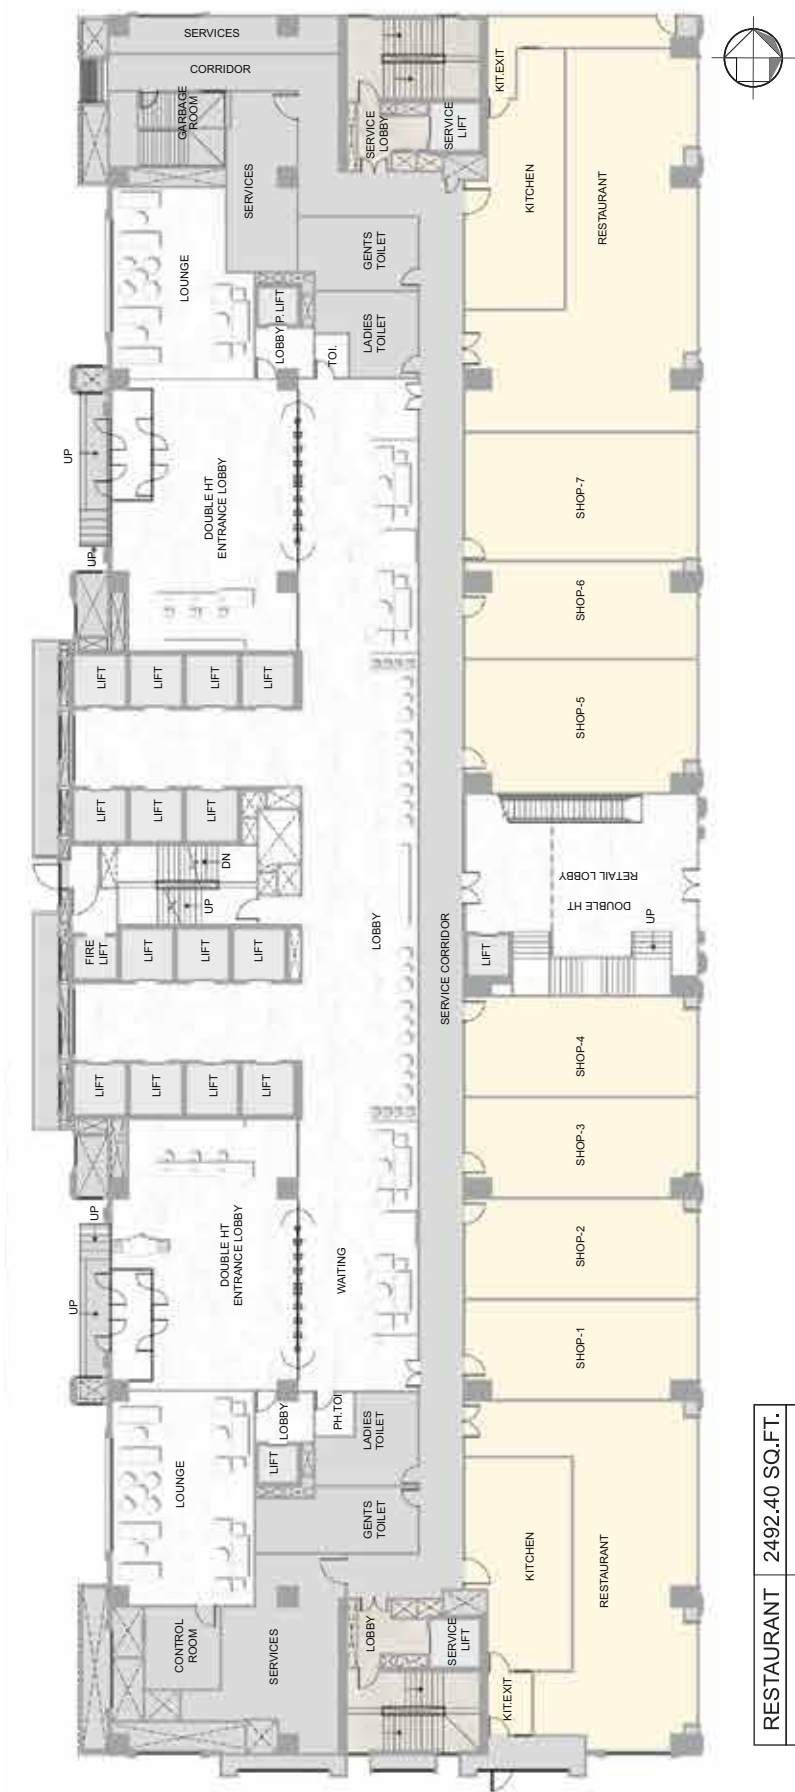 SERVICES
CORRIDOR
GARBAGE
ROOM
SERVICES
SERVICE
LOBBY
SERVICE
LIFT
KIT.EXIT
KITCHEN
RESTAURANT
LOUNGE
GENTS
TOILET
P.LIFT
LOBBY
LADIES
TOILET
TOI.
UP
UP
DOUBLE HT
ENTRANCE LOBBY
SHOP-7
SHOP-6
SHOP-5
LIFT
LIFT
LIFT
LIFT
LIFT
LIFT
LIFT
DN
UP
FIRE
LIFT
LIFT
LIFT
LIFT
LOBBY
SERVICE CORRIDOR
DOUBLE HT
RETAIL LOBBY
UP
LIFT
LIFT
LIFT
LIFT
LIFT
SHOP-4
SHOP-3
SHOP-2
SHOP-1
UP
UP
DOUBLE HT
ENTRANCE LOBBY
WAITING
LOUNGE
LOBBY
LIFT
PH.TOI
LADIES
TOILET
GENTS
TOILET
CONTROL
ROOM
SERVICES
LOBBY
SERVICE
LIFT
KIT.EXIT
KITCHEN
RESTAURANT
RESTAURANT 2492.40 SQ.FT.